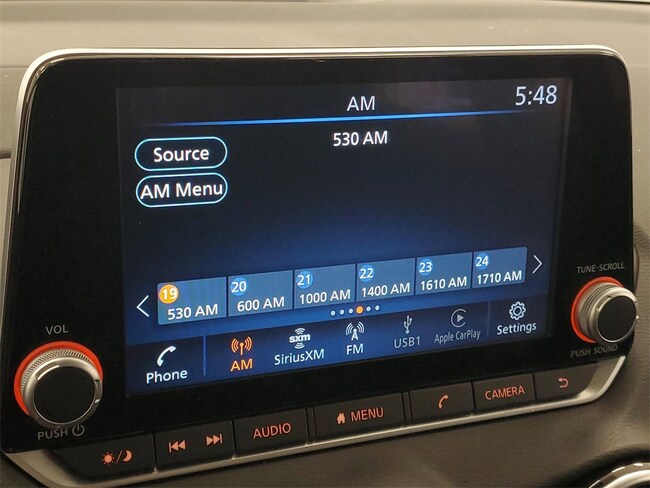 AM
5:48
530 AM
Source
AM Menu
19 530 AM
20 600 AM
21 1000 AM
22 1400 AM
23 1610 AM
24 1710 AM
Phone
AM
sxm
SiriusXM
FM
USB1
Apple CarPlay
Settings
VOL
PUSH
TUNE·SCROLL
PUSH SOUND
AUDIO
MENU
CAMERA